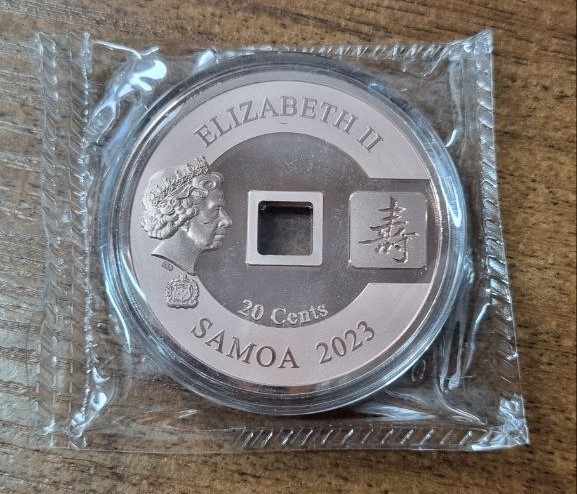 ELIZABETH II
壽
20 Cents
SAMOA 2023